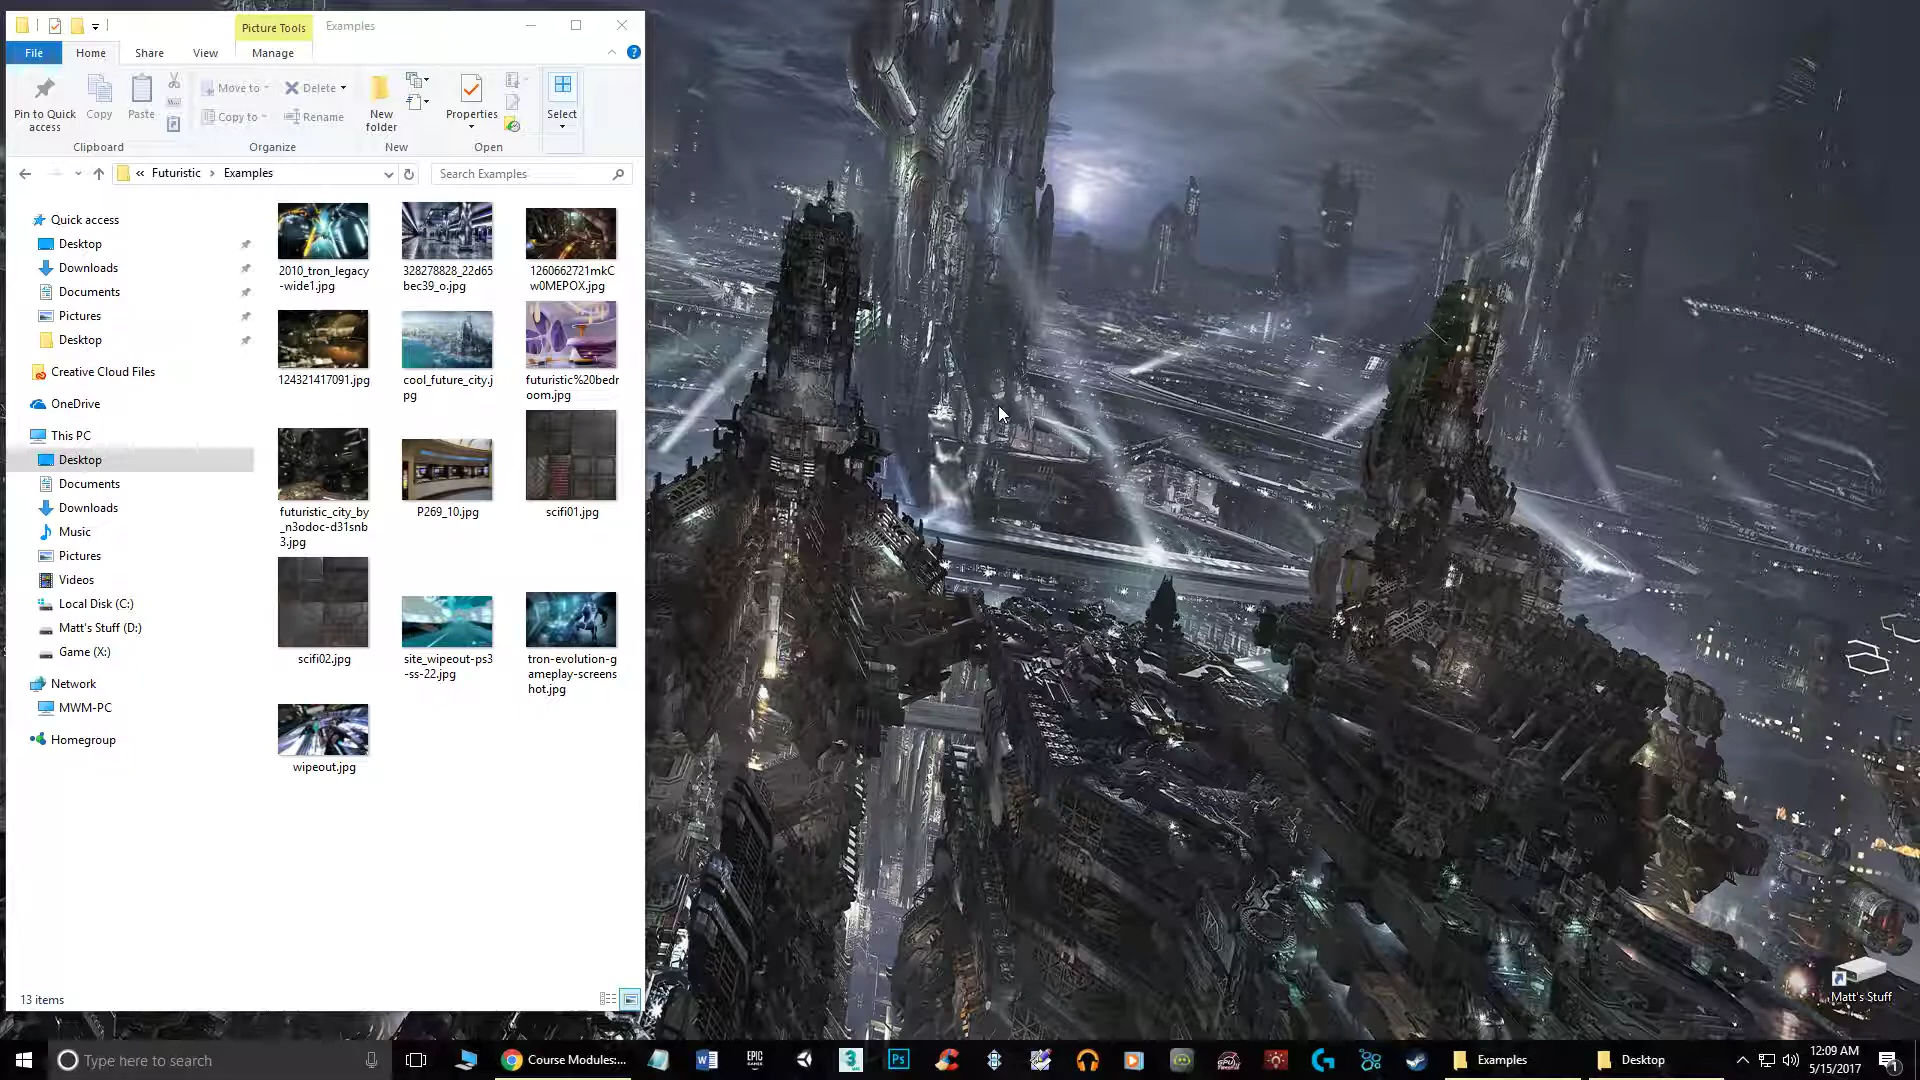 Picture Tools
Examples
File
Home
Share
View
Manage
Pin to Quick access
Copy
Paste
Move to
Copy to
Delete
Rename
New folder
Properties
Select
Clipboard
Organize
New
Open
« Futuristic > Examples
Search Examples
Quick access
Desktop
Downloads
Documents
Pictures
Desktop
Creative Cloud Files
OneDrive
This PC
Desktop
Documents
Downloads
Music
Pictures
Videos
Local Disk (C:)
Matt's Stuff (D:)
Game (X:)
Network
MWM-PC
Homegroup
2010_tron_legacy
-wide1.jpg
328278828_22d65
bec39_o.jpg
1260662721mkC
w0MEPOX.jpg
124321417091.jpg
cool_future_city.j
pg
futuristic%20bedr
oom.jpg
futuristic_city_by
_n3odoc-d31snb
3.jpg
P269_10.jpg
scifi01.jpg
scifi02.jpg
site_wipeout-ps3
-ss-22.jpg
tron-evolution-g
ameplay-screens
hot.jpg
wipeout.jpg
13 items
Matt's Stuff
Type here to search
Course Modules:...
EPIC
GAMES
3
Ps
Examples
Desktop
12:09 AM
5/15/2017
1